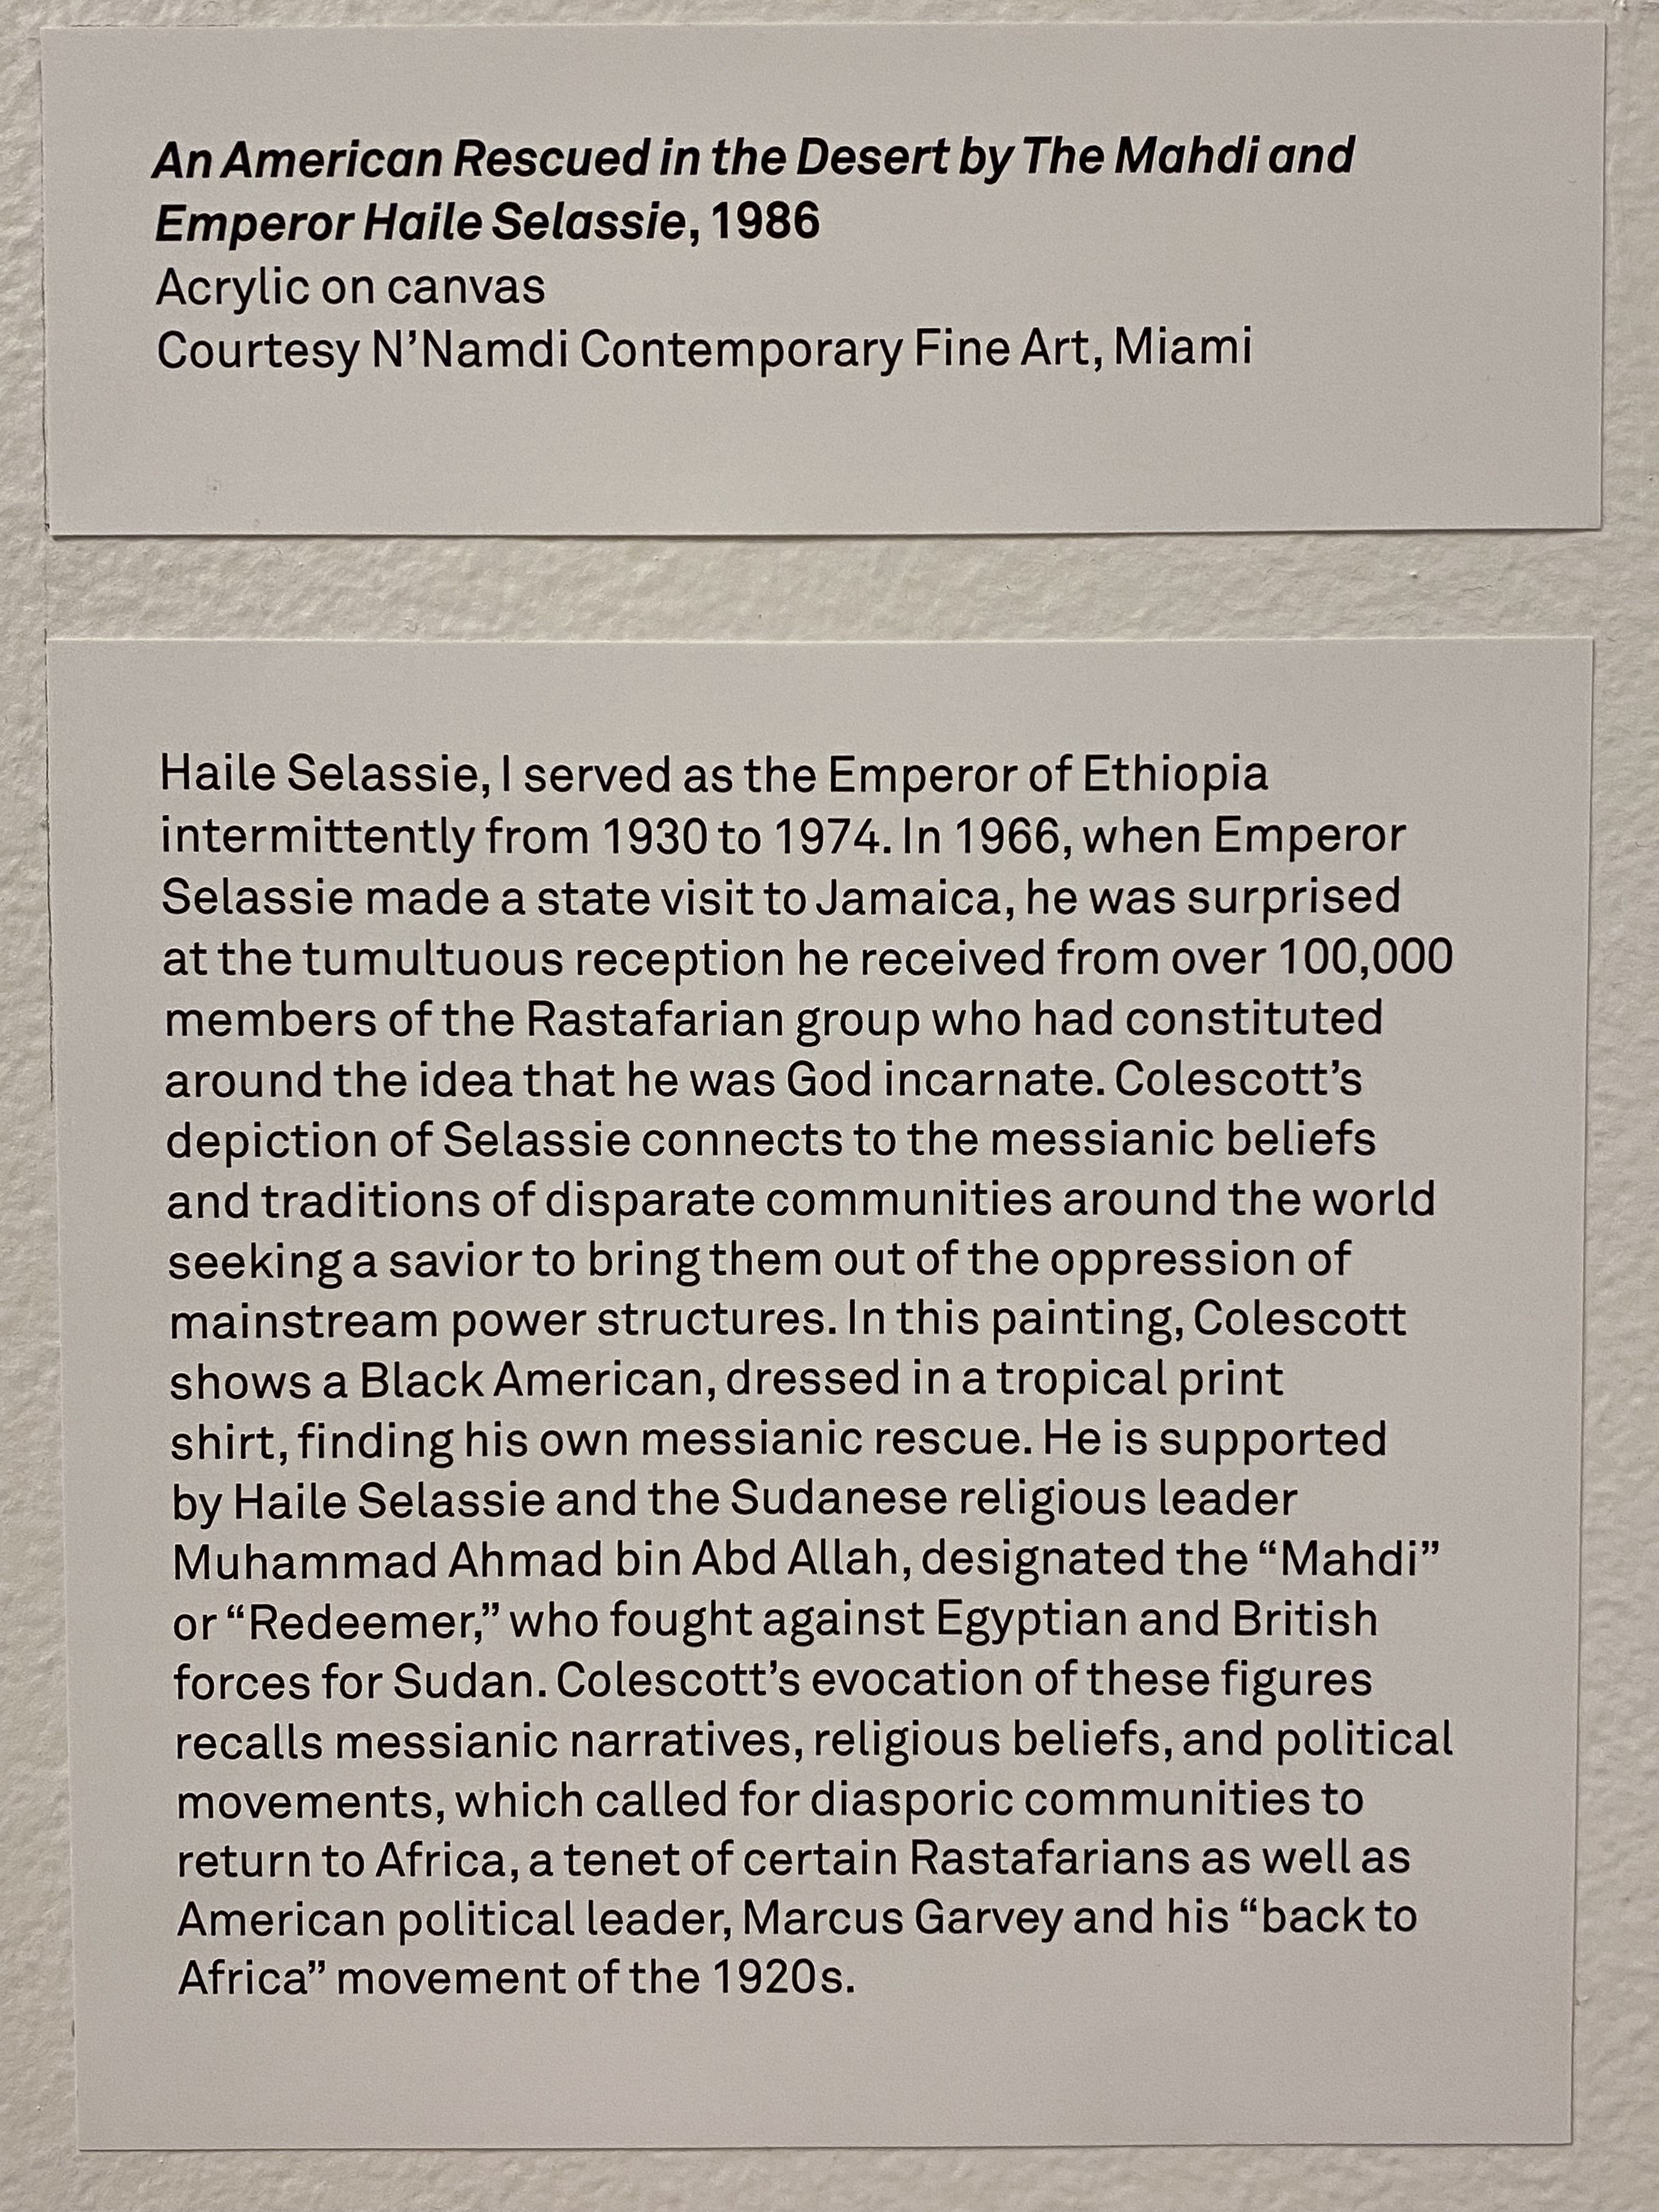 An American Rescued in the Desert by The Mahdi and
Emperor Haile Selassie, 1986
Acrylic on canvas
Courtesy N’Namdi Contemporary Fine Art, Miami
Haile Selassie, I served as the Emperor of Ethiopia
intermittently from 1930 to 1974. In 1966, when Emperor
Selassie made a state visit to Jamaica, he was surprised
at the tumultuous reception he received from over 100,000
members of the Rastafarian group who had constituted
around the idea that he was God incarnate. Colescott’s
depiction of Selassie connects to the messianic beliefs
and traditions of disparate communities around the world
seeking a savior to bring them out of the oppression of
mainstream power structures. In this painting, Colescott
shows a Black American, dressed in a tropical print
shirt, finding his own messianic rescue. He is supported
by Haile Selassie and the Sudanese religious leader
Muhammad Ahmad bin Abd Allah, designated the “Mahdi”
or “Redeemer,” who fought against Egyptian and British
forces for Sudan. Colescott’s evocation of these figures
recalls messianic narratives, religious beliefs, and political
movements, which called for diasporic communities to
return to Africa, a tenet of certain Rastafarians as well as
American political leader, Marcus Garvey and his “back to
Africa” movement of the 1920s.